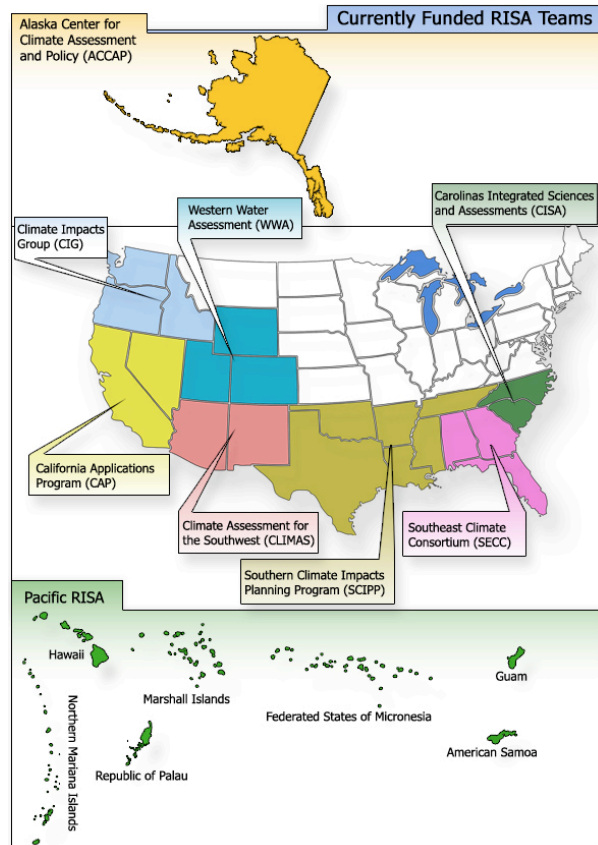 Currently Funded RISA Teams
Alaska Center for
Climate Assessment
and Policy (ACCAP)
Carolinas Integrated Sciences
and Assessments (CISA)
Western Water
Assessment (WWA)
Climate Impacts
Group (CIG)
California Applications
Program (CAP)
Climate Assessment for
the Southwest (CLIMAS)
Southeast Climate
Consortium (SECC)
Southern Climate Impacts
Planning Program (SCIPP)
Pacific RISA
Hawaii
Marshall Islands
Guam
Federated States of Micronesia
Northern Mariana Islands
Republic of Palau
American Samoa